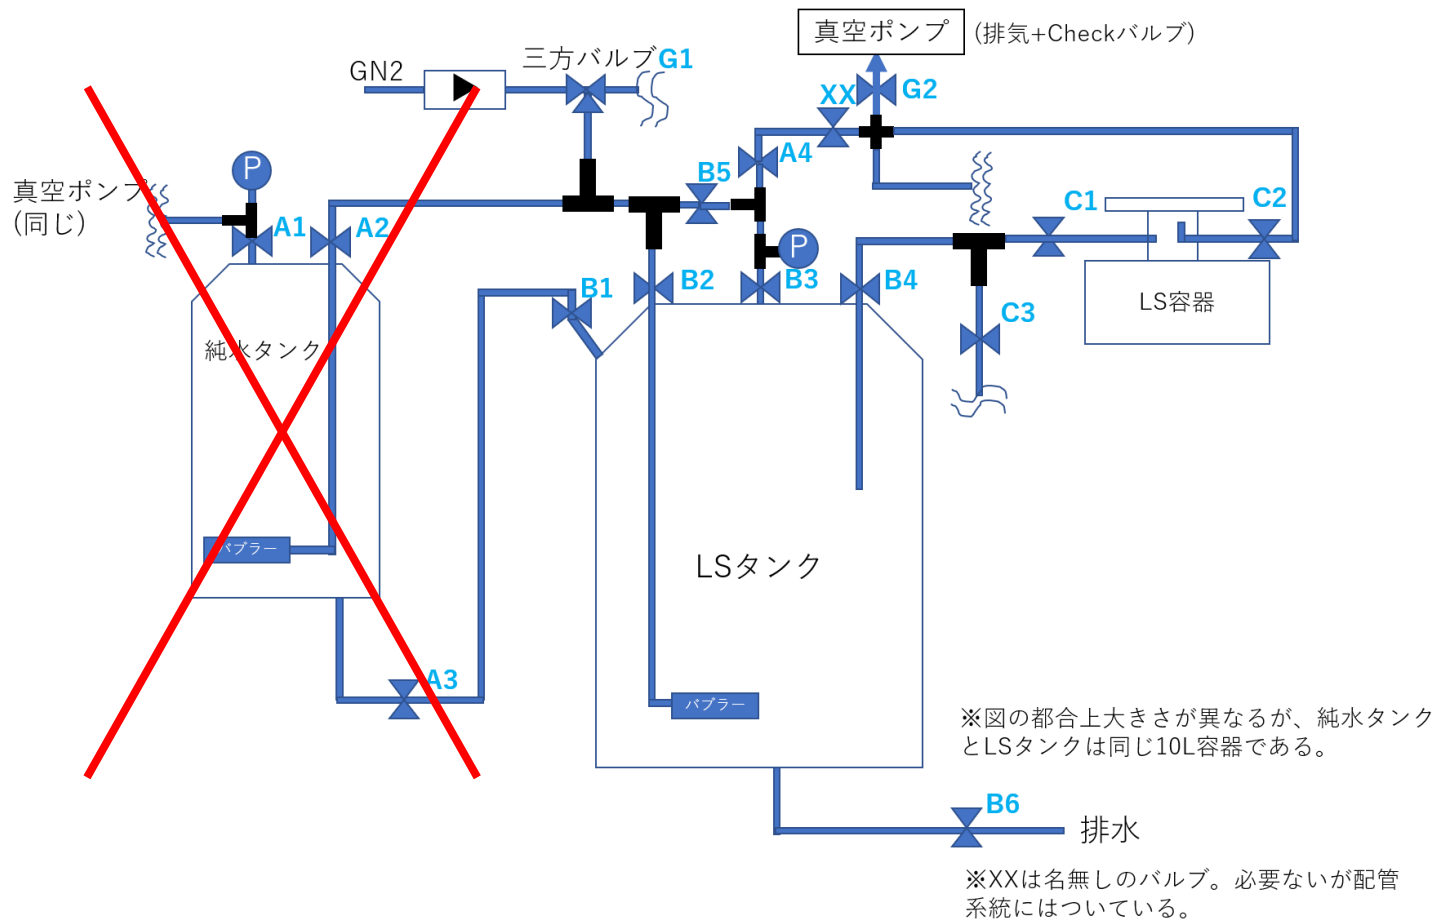 真空ポンプ
(排気+Checkバルブ)
三方バルブ
G1
GN2
XX
G2
P
B5
A4
真空ポンプ
(同じ)
A1
A2
C1
C2
P
B1
B2
B3
B4
LS容器
C3
純水タンク
バブラー
LSタンク
A3
バブラー
※図の都合上大きさが異なるが、純水タンク
とLSタンクは同じ10L容器である。
B6
排水
※XXは名無しのバルブ。必要ないが配管
系統にはついている。